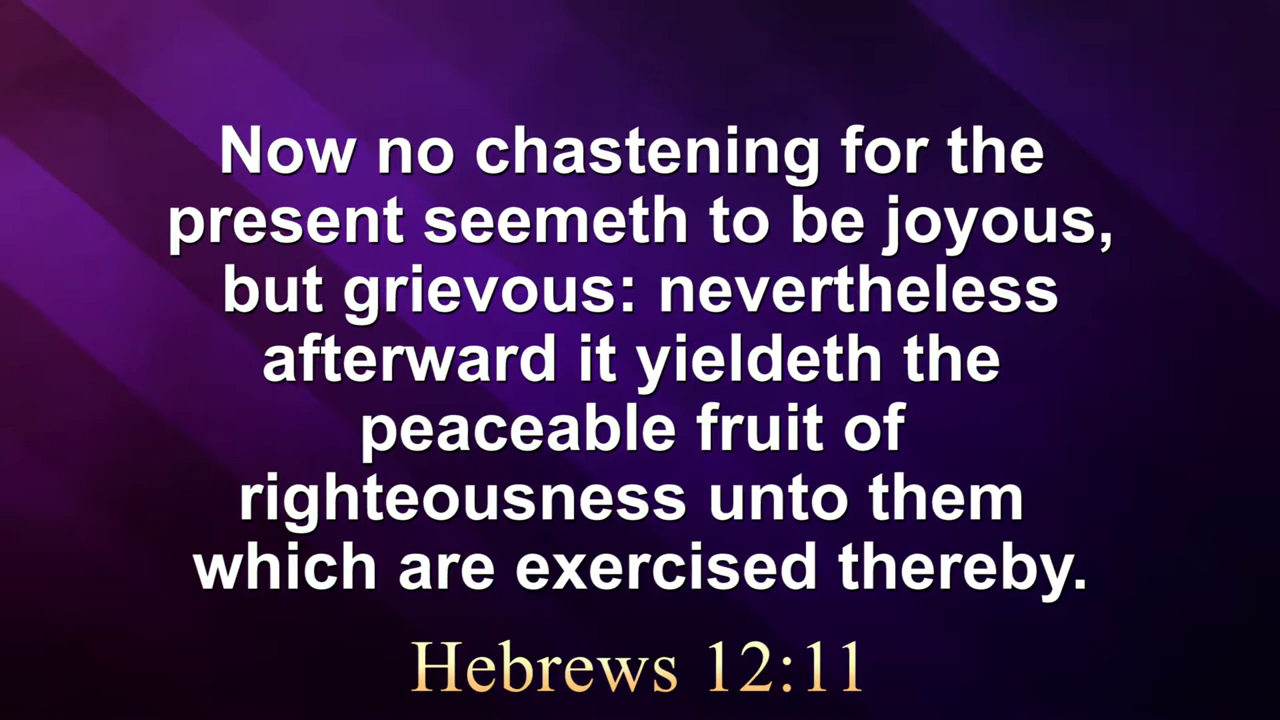 Now no chastening for the
present seemeth to be joyous,
but grievous: nevertheless
afterward it yieldeth the
peaceable fruit of
righteousness unto them
which are exercised thereby.
Hebrews 12:11